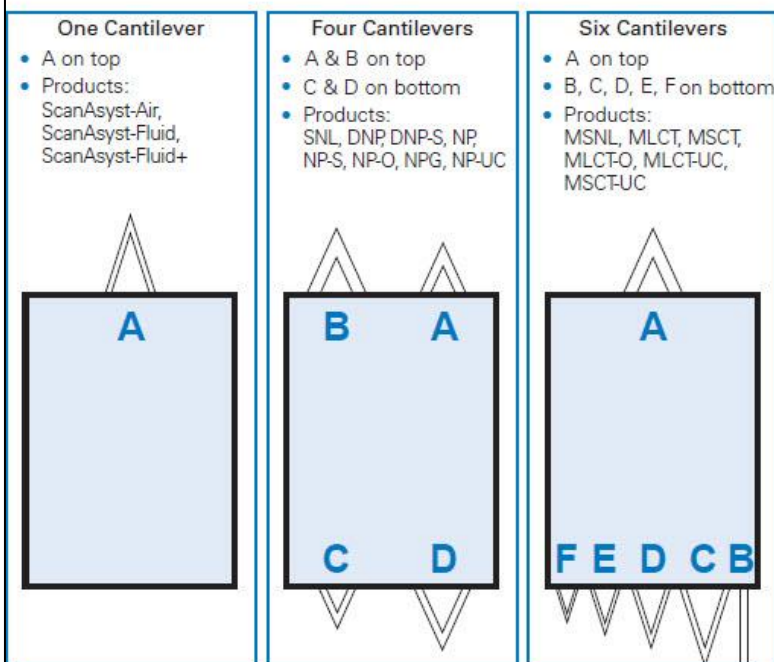 One Cantilever
• A on top
• Products:
ScanAsyst-Air,
ScanAsyst-Fluid,
ScanAsyst-Fluid+
A
Four Cantilevers
• A & B on top
• C & D on bottom
• Products:
SNL, DNP, DNP-S, NP,
NP-S, NP-O, NPG, NP-UC
B A
C D
Six Cantilevers
• A on top
• B, C, D, E, F on bottom
• Products:
MSNL, MLCT, MSCT,
MLCT-O, MLCT-UC,
MSCT-UC
A
F E D C B